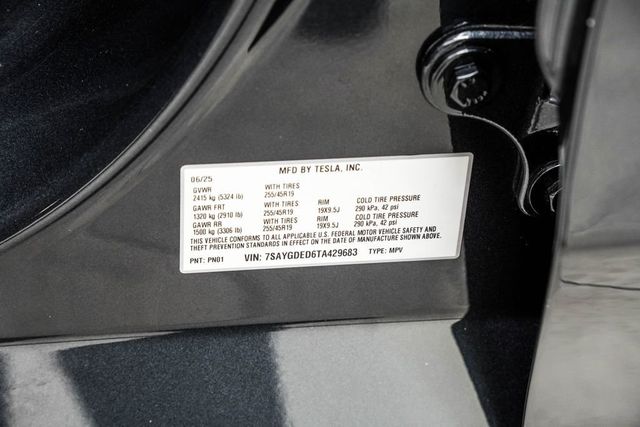 MFD BY TESLA, INC.
06/25
GVWR WITH TIRES
2415 kg (5324 lb) 255/45R19
GAWR FRT WITH TIRES RIM COLD TIRE PRESSURE
1320 kg (2910 lb) 255/45R19 19X9.5J 290 kPa, 42 psi
GAWR RR WITH TIRES RIM COLD TIRE PRESSURE
1500 kg (3306 lb) 255/45R19 19X9.5J 290 kPa, 42 psi
THIS VEHICLE CONFORMS TO ALL APPLICABLE U.S. FEDERAL MOTOR VEHICLE SAFETY AND
THEFT PREVENTION STANDARDS IN EFFECT ON THE DATE OF MANUFACTURE SHOWN ABOVE.
PNT: PN01 VIN: 7SAYGDED6TA429683 TYPE: MPV